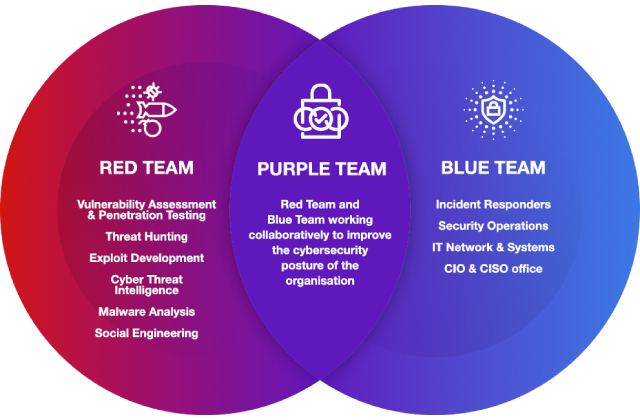 RED TEAM
Vulnerability Assessment
& Penetration Testing
Threat Hunting
Exploit Development
Cyber Threat
Intelligence
Malware Analysis
Social Engineering
PURPLE TEAM
Red Team and
Blue Team working
collaboratively to improve
the cybersecurity
posture of the
organisation
BLUE TEAM
Incident Responders
Security Operations
IT Network & Systems
CIO & CISO office